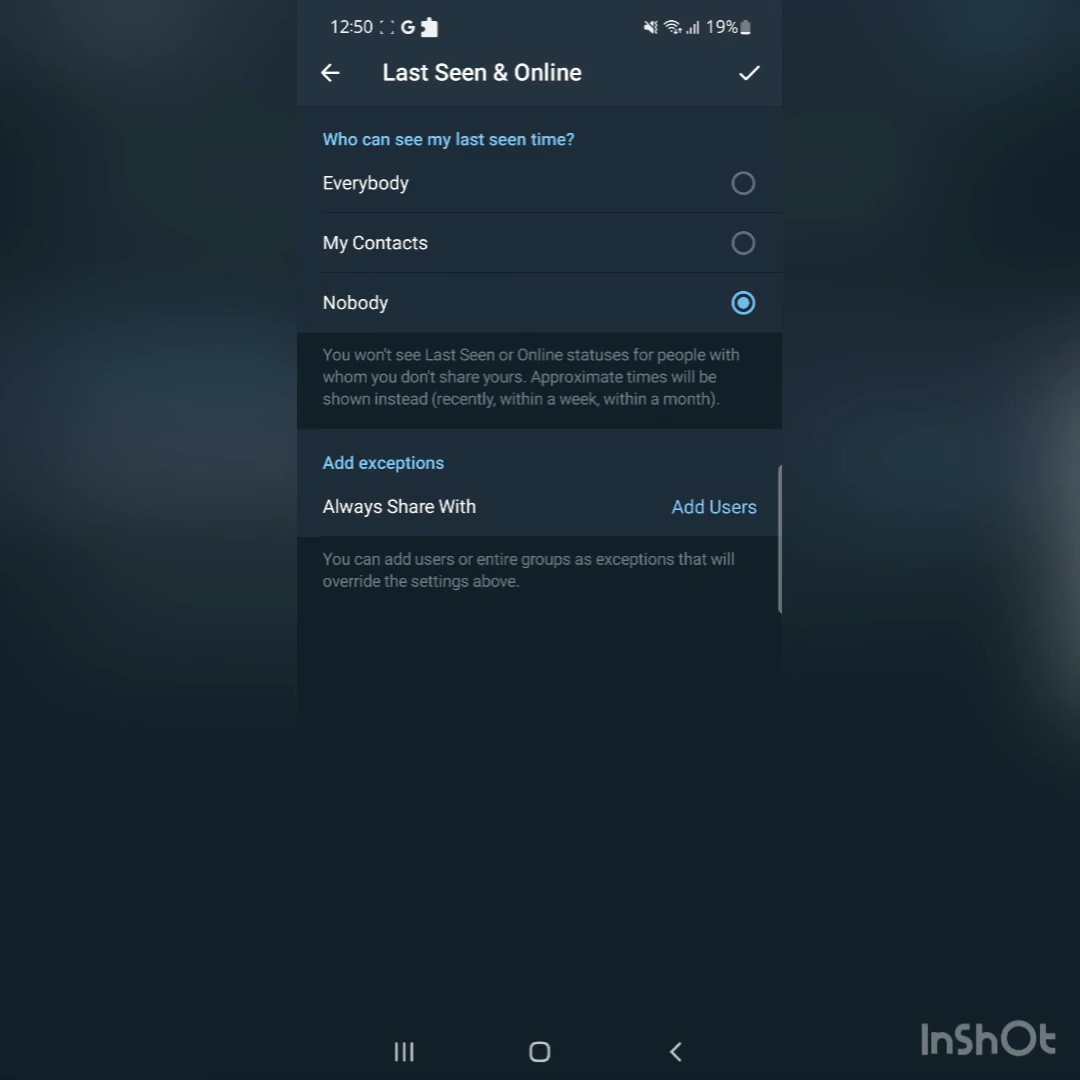 12:50 G 19%
Last Seen & Online
Who can see my last seen time?
Everybody
My Contacts
Nobody
You won't see Last Seen or Online statuses for people with
whom you don't share yours. Approximate times will be
shown instead (recently, within a week, within a month).
Add exceptions
Always Share With Add Users
You can add users or entire groups as exceptions that will
override the settings above.
InShOt